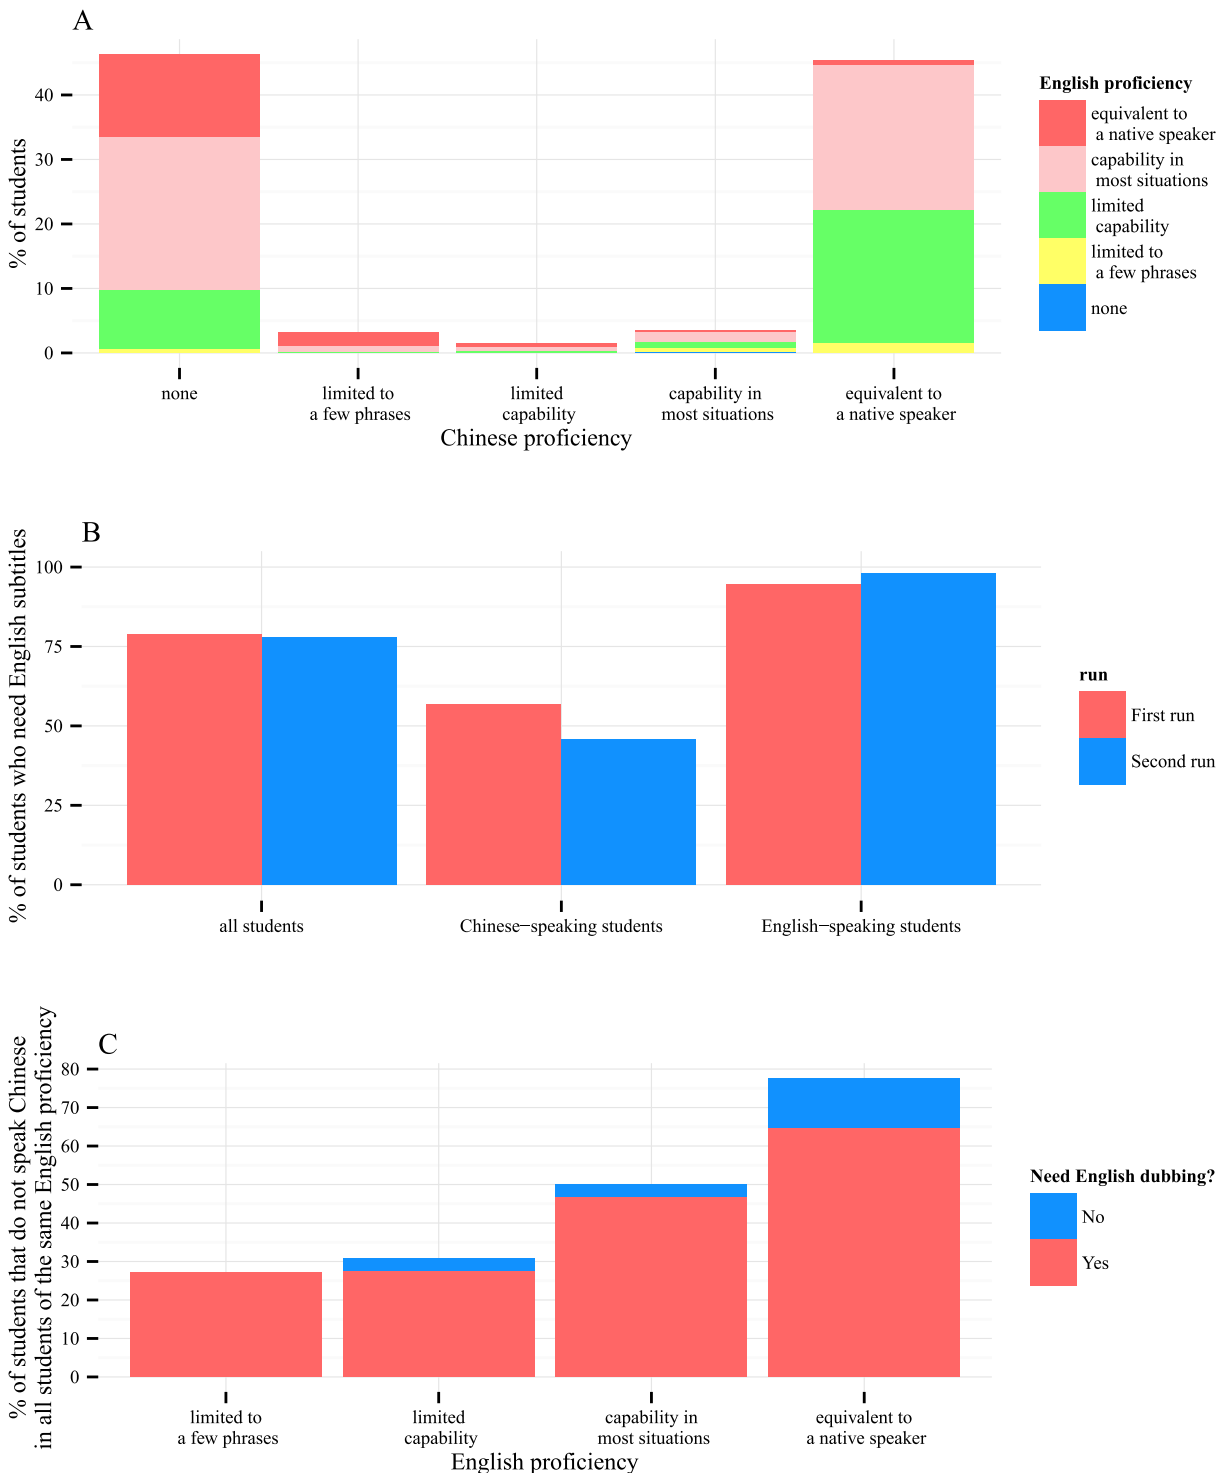 A
% of students
40
30
20
10
0
none
limited to
a few phrases
limited
capability
capability in
most situations
equivalent to
a native speaker
Chinese proficiency
English proficiency
equivalent to
a native speaker
capability in
most situations
limited
capability
limited to
a few phrases
none
B
% of students who need English subtitles
100
75
50
25
0
all students
Chinese−speaking students
English−speaking students
run
First run
Second run
C
% of students that do not speak Chinese
in all students of the same English proficiency
80
70
60
50
40
30
20
10
0
limited to
a few phrases
limited
capability
capability in
most situations
equivalent to
a native speaker
English proficiency
Need English dubbing?
No
Yes